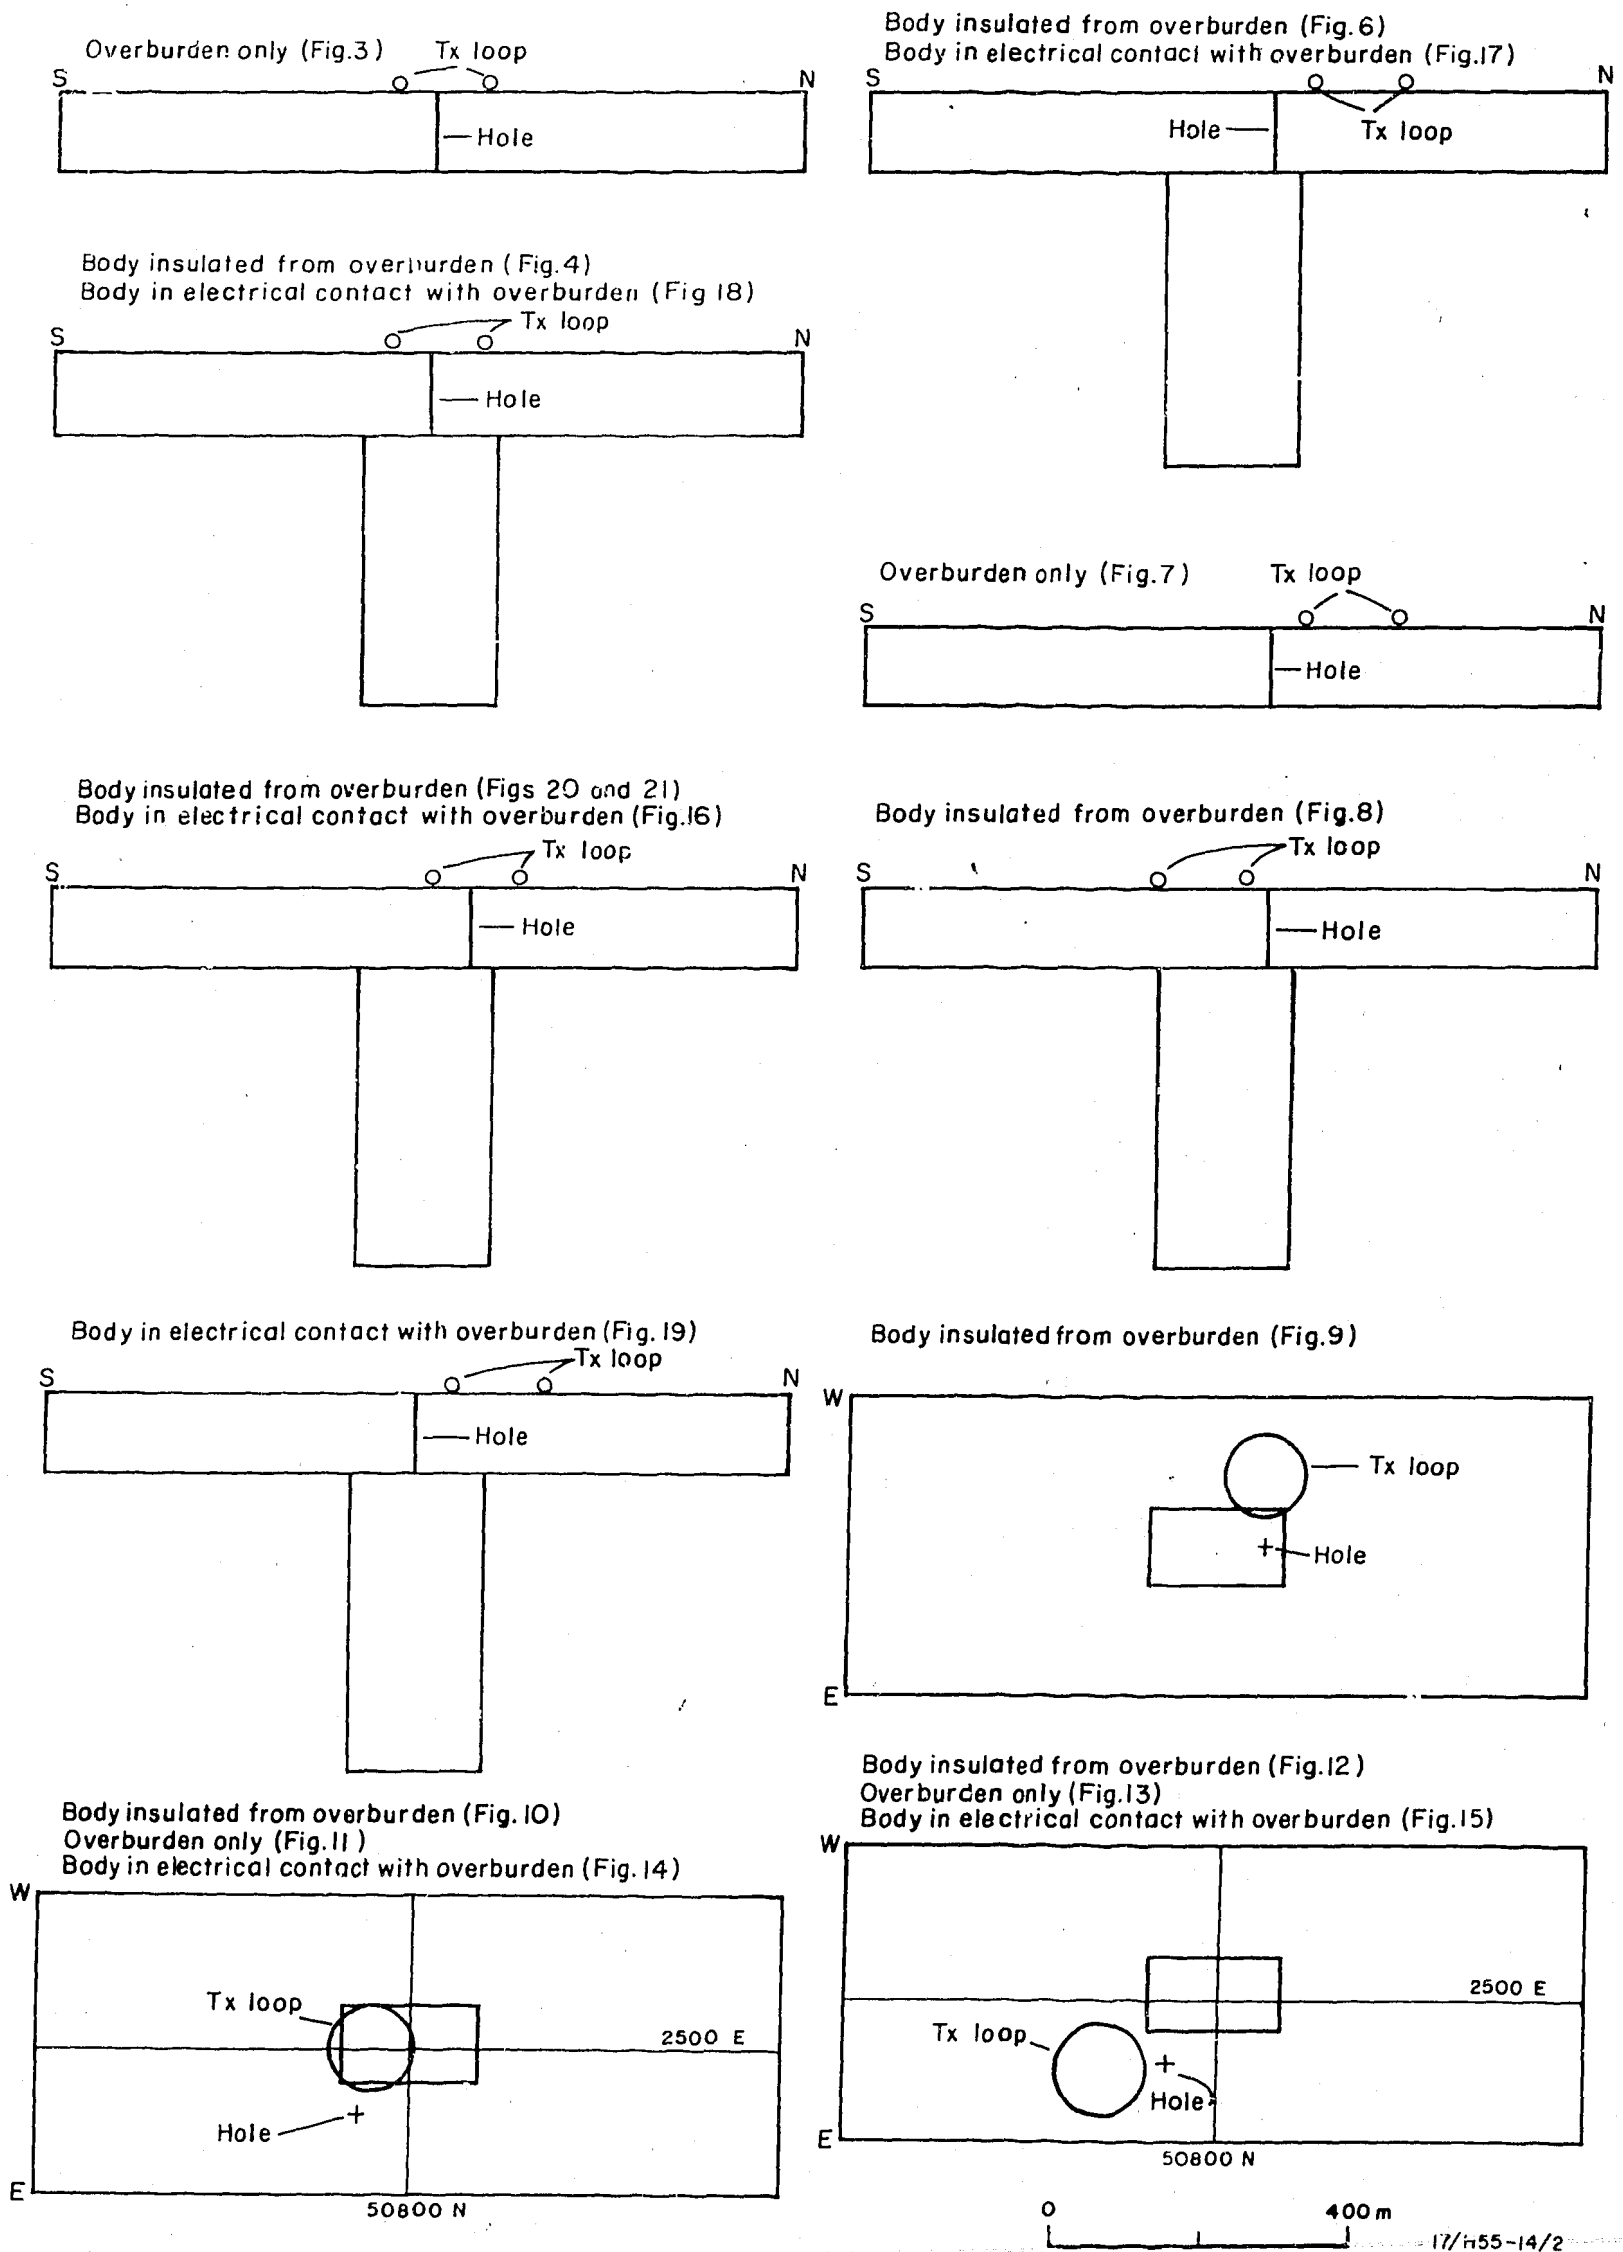 Overburden only (Fig.3)
Tx loop
S
N
Hole
Body insulated from overburden (Fig.6)
Body in electrical contact with overburden (Fig.17)
S
N
Hole
Tx loop
Body insulated from overburden (Fig.4)
Body in electrical contact with overburden (Fig 18)
Tx loop
S
N
Hole
Overburden only (Fig.7)
Tx loop
S
N
Hole
Body insulated from overburden (Figs 20 and 21)
Body in electrical contact with overburden (Fig.16)
Tx loop
S
N
Hole
Body insulated from overburden (Fig.8)
Tx loop
S
N
Hole
Body in electrical contact with overburden (Fig. 19)
Tx loop
S
N
Hole
Body insulated from overburden (Fig.9)
W
Tx loop
Hole
E
Body insulated from overburden (Fig. 10)
Overburden only (Fig. 11)
Body in electrical contact with overburden (Fig. 14)
W
Tx loop
2500 E
Hole
E
50800 N
Body insulated from overburden (Fig.12)
Overburden only (Fig.13)
Body in electrical contact with overburden (Fig.15)
W
2500 E
Tx loop
Hole
E
50800 N
0
400 m
17/H55-14/2